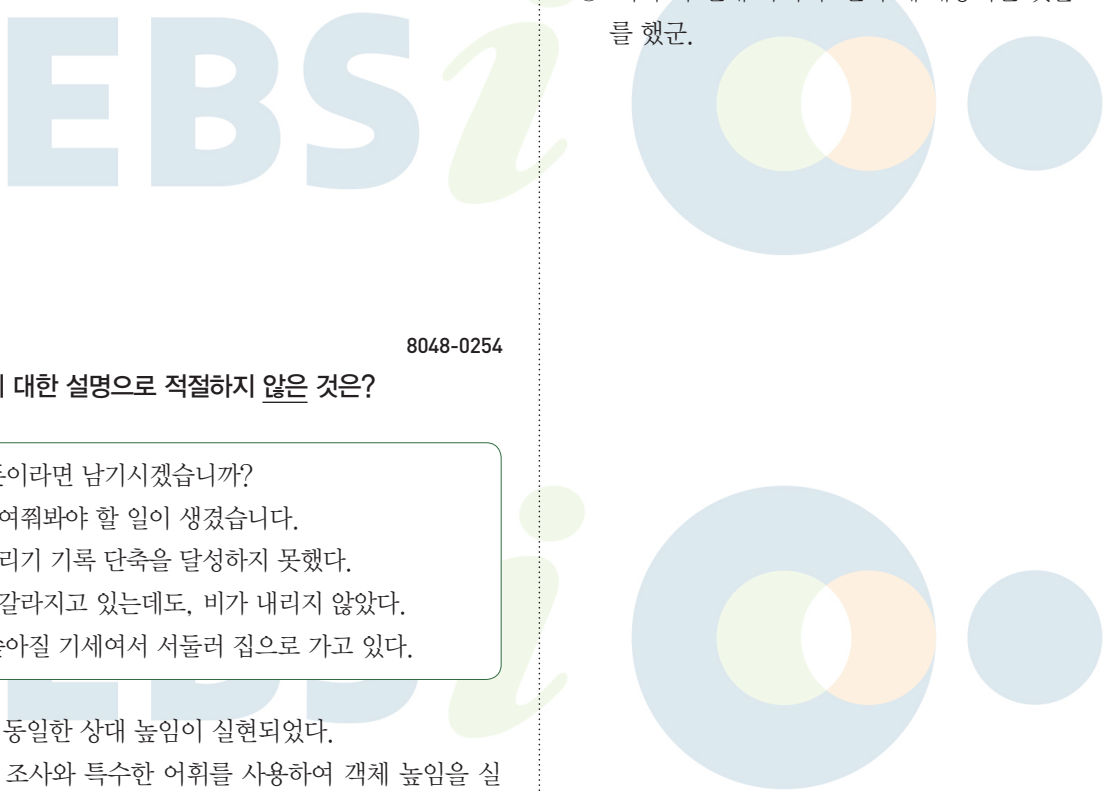 를 했군.
8048-0254
대한 설명으로 적절하지 않은 것은?
이라면 남기시겠습니까?
여쭤봐야 할 일이 생겼습니다.
리기 기록 단축을 달성하지 못했다.
갈라지고 있는데도, 비가 내리지 않았다.
아질 기세여서 서둘러 집으로 가고 있다.
동일한 상대 높임이 실현되었다.
조사와 특수한 어휘를 사용하여 객체 높임을 실
EBSi
EBSi